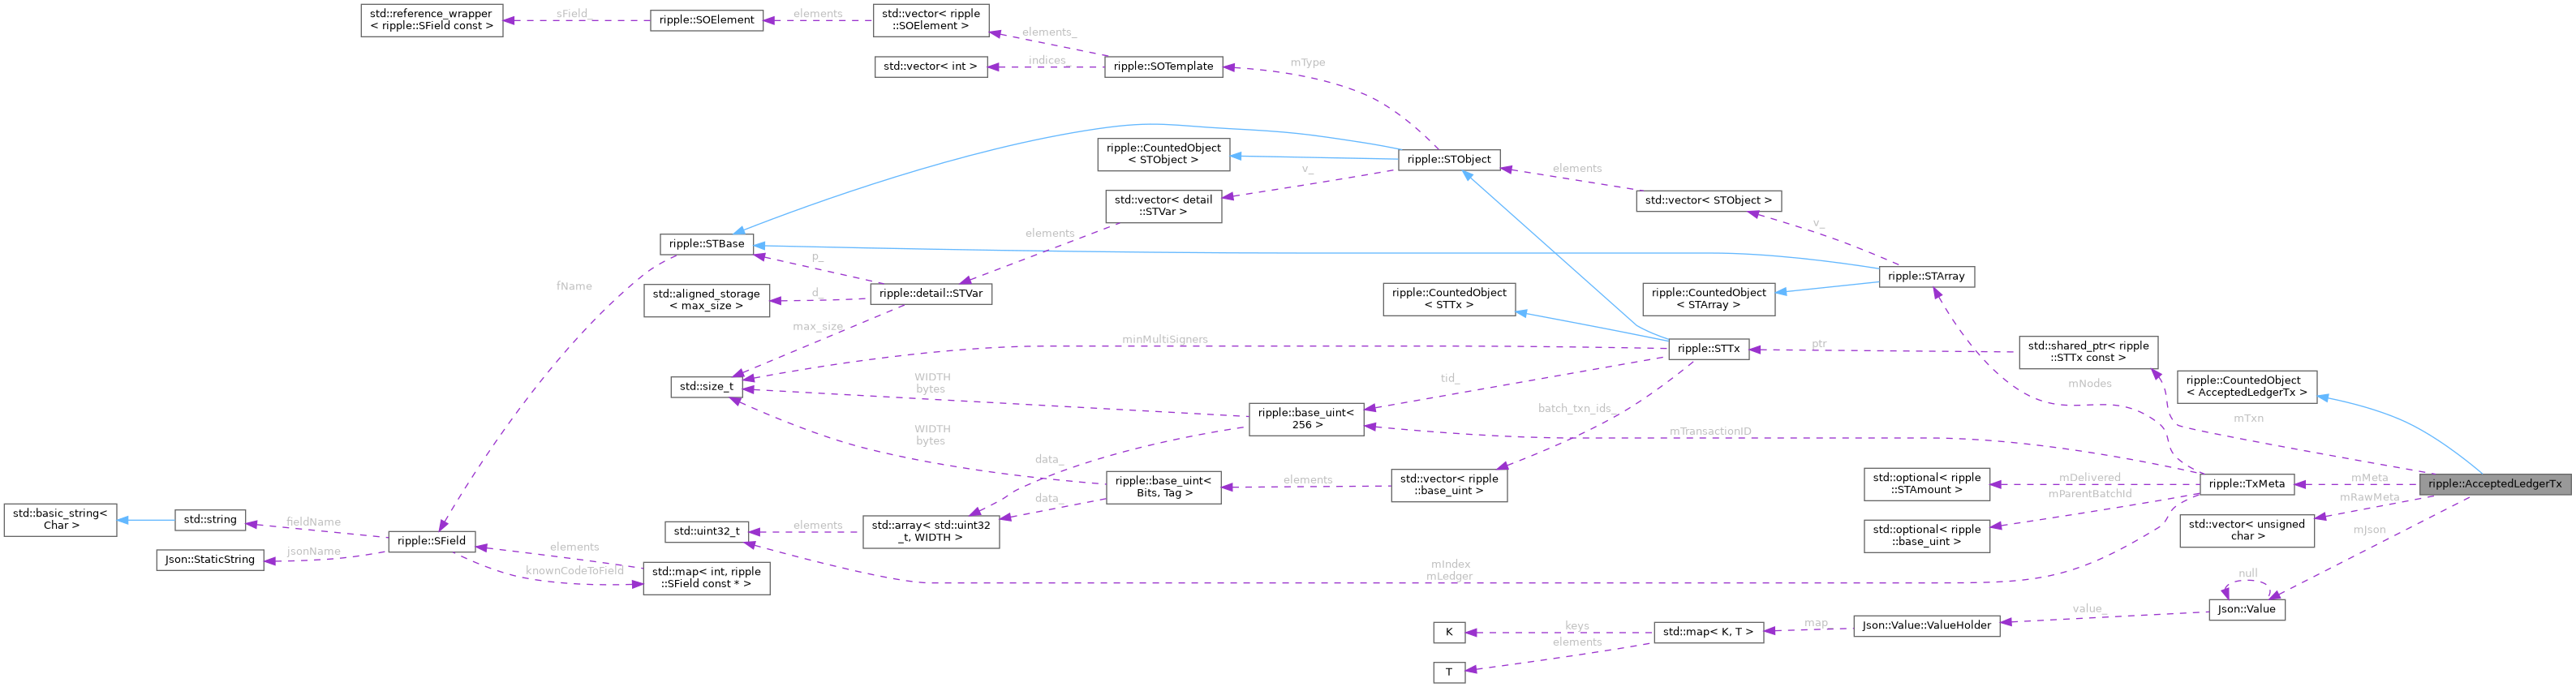 std::reference_wrapper
< ripple::SField const >
sField_
ripple::SOElement
elements
std::vector< ripple
::SOElement >
elements_
std::vector< int >
indices_
ripple::SOTemplate
mType
ripple::CountedObject
< STObject >
ripple::STObject
v_
elements
std::vector< detail
::STVar >
std::vector< STObject >
v_
elements
ripple::STBase
p_
fName
std::aligned_storage
< max_size >
d_
ripple::detail::STVar
max_size
ripple::CountedObject
< STTx >
ripple::CountedObject
< STArray >
ripple::STArray
minMultiSigners
ripple::STTx
ptr
std::shared_ptr< ripple
::STTx const >
std::size_t
WIDTH
bytes
tid_
mNodes
ripple::CountedObject
< AcceptedLedgerTx >
ripple::base_uint<
256 >
batch_txn_ids_
mTxn
WIDTH
bytes
mTransactionID
data_
ripple::base_uint<
Bits, Tag >
elements
std::vector< ripple
::base_uint >
std::optional< ripple
::STAmount >
mDelivered
mParentBatchId
ripple::TxMeta
mMeta
ripple::AcceptedLedgerTx
mRawMeta
data_
std::basic_string<
Char >
std::string
fieldName
std::uint32_t
elements
std::array< std::uint32
_t, WIDTH >
std::optional< ripple
::base_uint >
std::vector< unsigned
char >
mJson
ripple::SField
Json::StaticString
jsonName
elements
knownCodeToField
std::map< int, ripple
::SField const * >
mIndex
mLedger
null
Json::Value
value_
Json::Value::ValueHolder
map_
std::map< K, T >
keys
K
elements
T